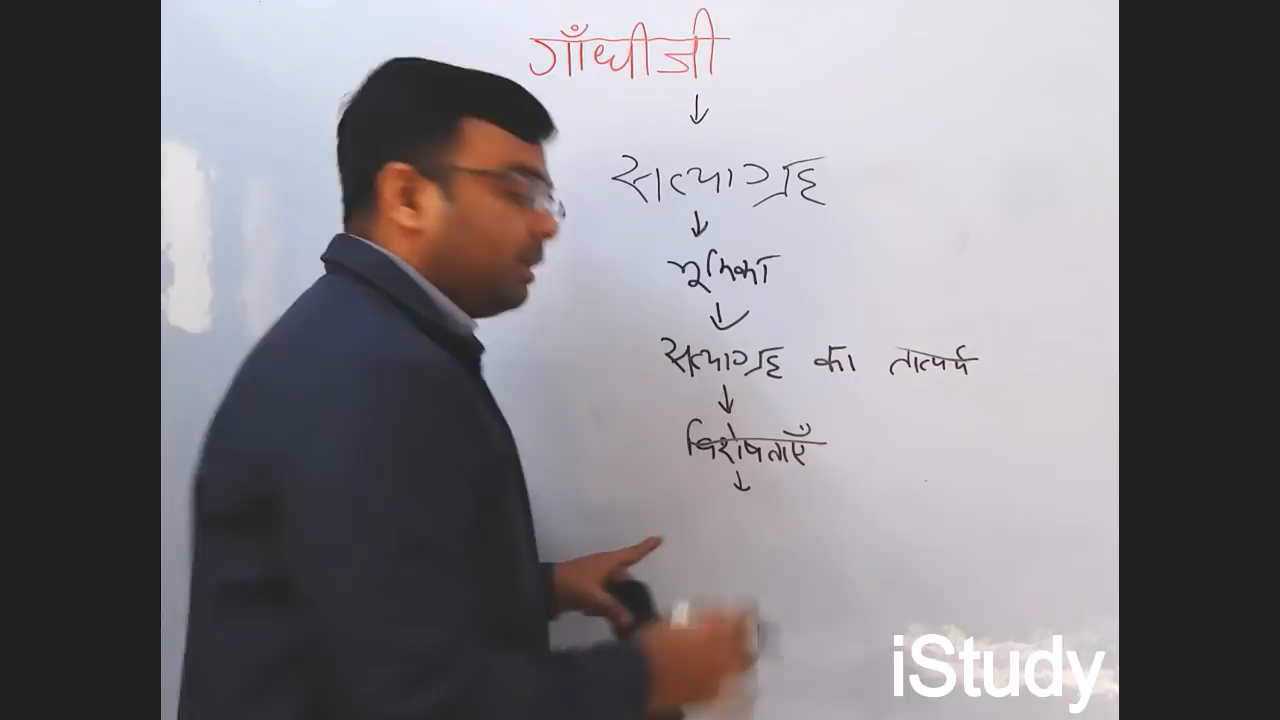 गाँधीजी
सत्याग्रह
भूमिका
सत्याग्रह का तात्पर्य
विशेषताएँ
iStudy